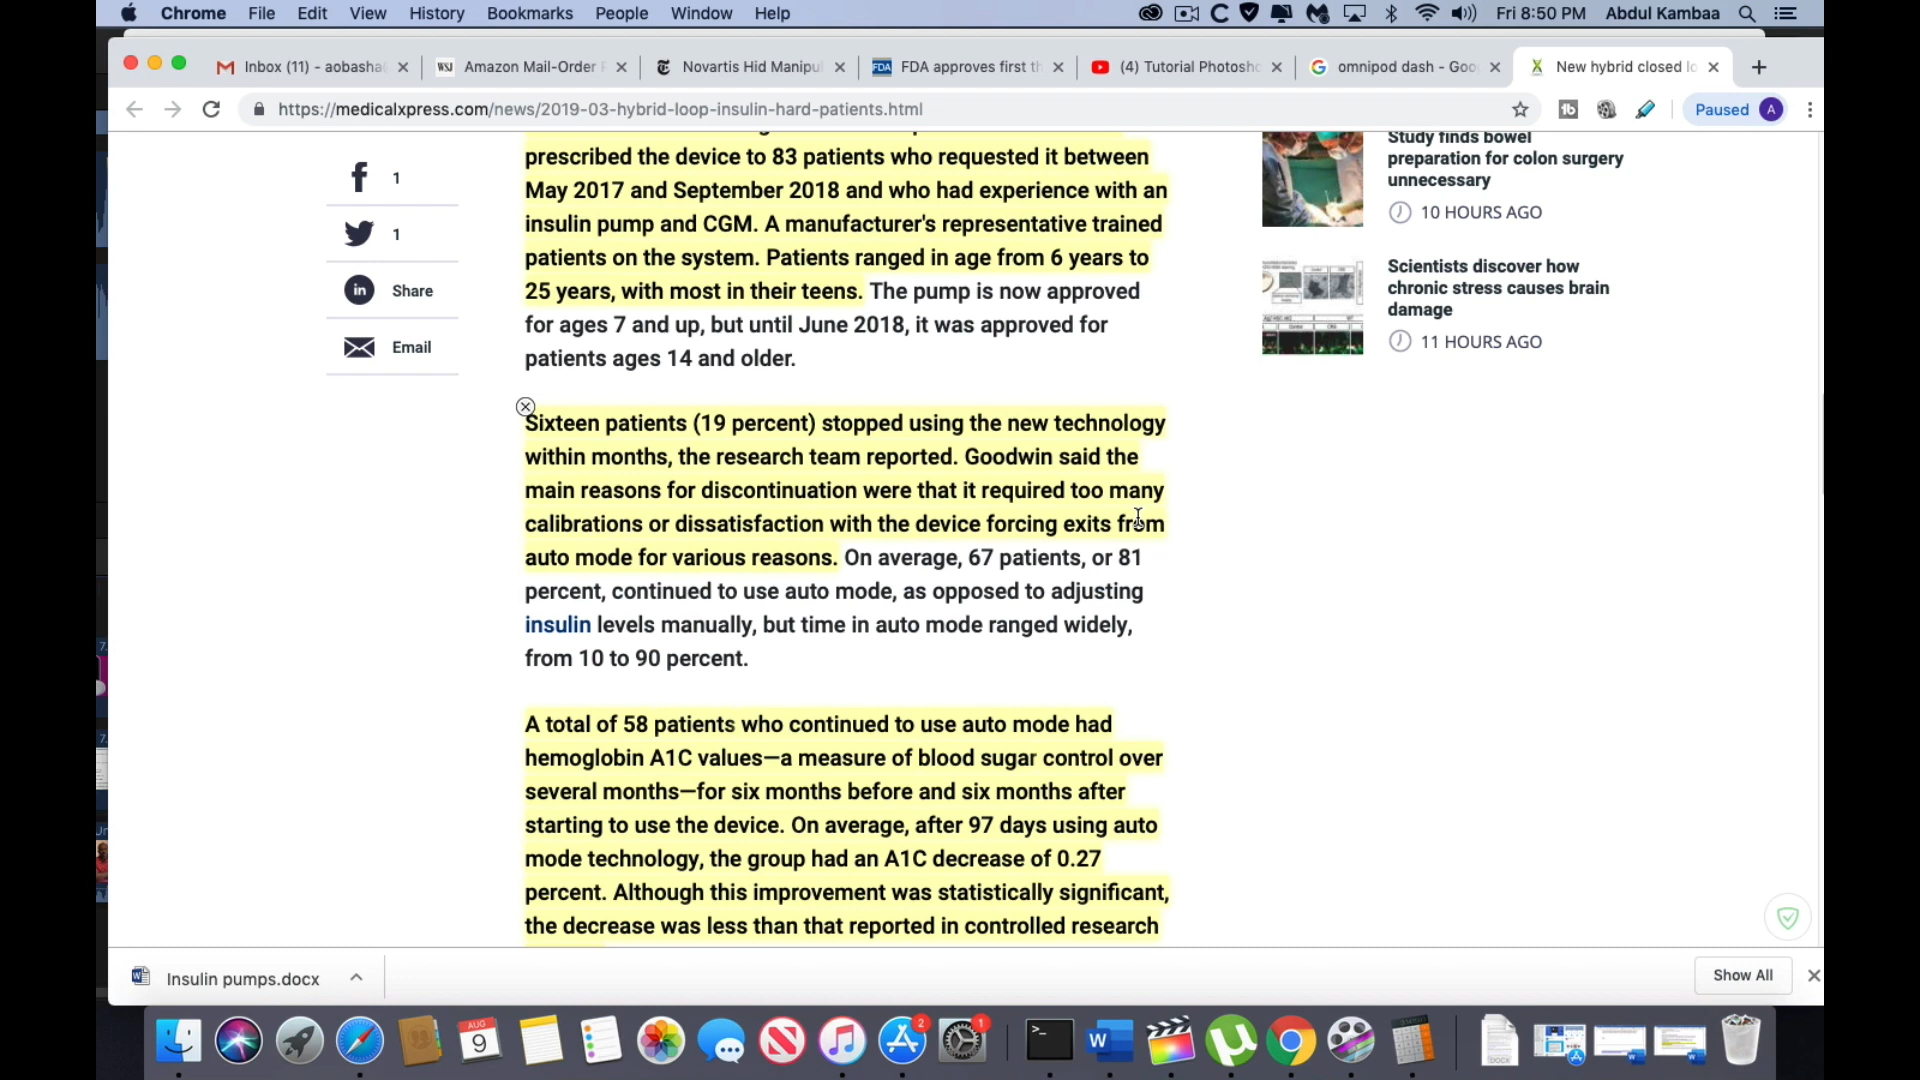 Chrome File Edit View History Bookmarks People Window Help Fri 8:50 PM Abdul Kambaa
Inbox (11) - aobasha
WSJ Amazon Mail-Order
Novartis Hid Manipul
FDA FDA approves first th
(4) Tutorial Photosho
omnipod dash - Goo
New hybrid closed lo
https://medicalxpress.com/news/2019-03-hybrid-loop-insulin-hard-patients.html
Paused A
prescribed the device to 83 patients who requested it between
May 2017 and September 2018 and who had experience with an
insulin pump and CGM. A manufacturer's representative trained
patients on the system. Patients ranged in age from 6 years to
25 years, with most in their teens. The pump is now approved
for ages 7 and up, but until June 2018, it was approved for
patients ages 14 and older.
Sixteen patients (19 percent) stopped using the new technology
within months, the research team reported. Goodwin said the
main reasons for discontinuation were that it required too many
calibrations or dissatisfaction with the device forcing exits from
auto mode for various reasons. On average, 67 patients, or 81
percent, continued to use auto mode, as opposed to adjusting
insulin levels manually, but time in auto mode ranged widely,
from 10 to 90 percent.
A total of 58 patients who continued to use auto mode had
hemoglobin A1C values—a measure of blood sugar control over
several months—for six months before and six months after
starting to use the device. On average, after 97 days using auto
mode technology, the group had an A1C decrease of 0.27
percent. Although this improvement was statistically significant,
the decrease was less than that reported in controlled research
1
1
Share
Email
Study finds bowel
preparation for colon surgery
unnecessary
10 HOURS AGO
Scientists discover how
chronic stress causes brain
damage
11 HOURS AGO
Insulin pumps.docx
Show All
AUG
9
2
1
W
DOCX